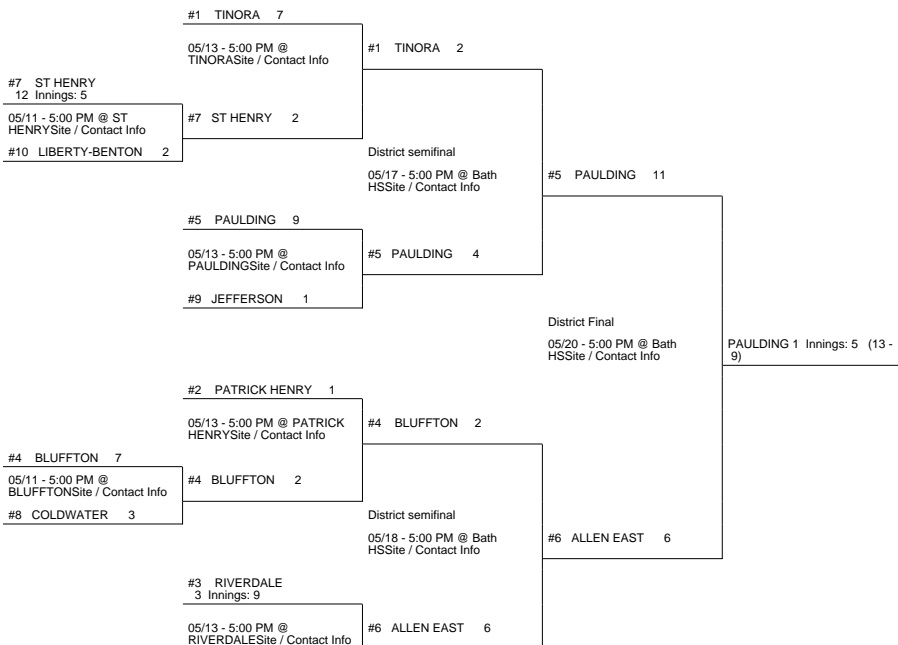 #1 TINORA 7
05/13 - 5:00 PM @
TINORASite / Contact Info
#1 TINORA 2
#7 ST HENRY
12 Innings: 5
05/11 - 5:00 PM @ ST
HENRYSite / Contact Info
#7 ST HENRY 2
#10 LIBERTY-BENTON 2
District semifinal
05/17 - 5:00 PM @ Bath
HSSite / Contact Info
#5 PAULDING 11
#5 PAULDING 9
05/13 - 5:00 PM @
PAULDINGSite / Contact Info
#5 PAULDING 4
#9 JEFFERSON 1
District Final
05/20 - 5:00 PM @ Bath
HSSite / Contact Info
PAULDING 1 Innings: 5 (13 -
9)
#2 PATRICK HENRY 1
05/13 - 5:00 PM @ PATRICK
HENRYSite / Contact Info
#4 BLUFFTON 2
#4 BLUFFTON 7
05/11 - 5:00 PM @
BLUFFTONSite / Contact Info
#4 BLUFFTON 2
#8 COLDWATER 3
District semifinal
05/18 - 5:00 PM @ Bath
HSSite / Contact Info
#6 ALLEN EAST 6
#3 RIVERDALE
3 Innings: 9
05/13 - 5:00 PM @
RIVERDALESite / Contact Info
#6 ALLEN EAST 6